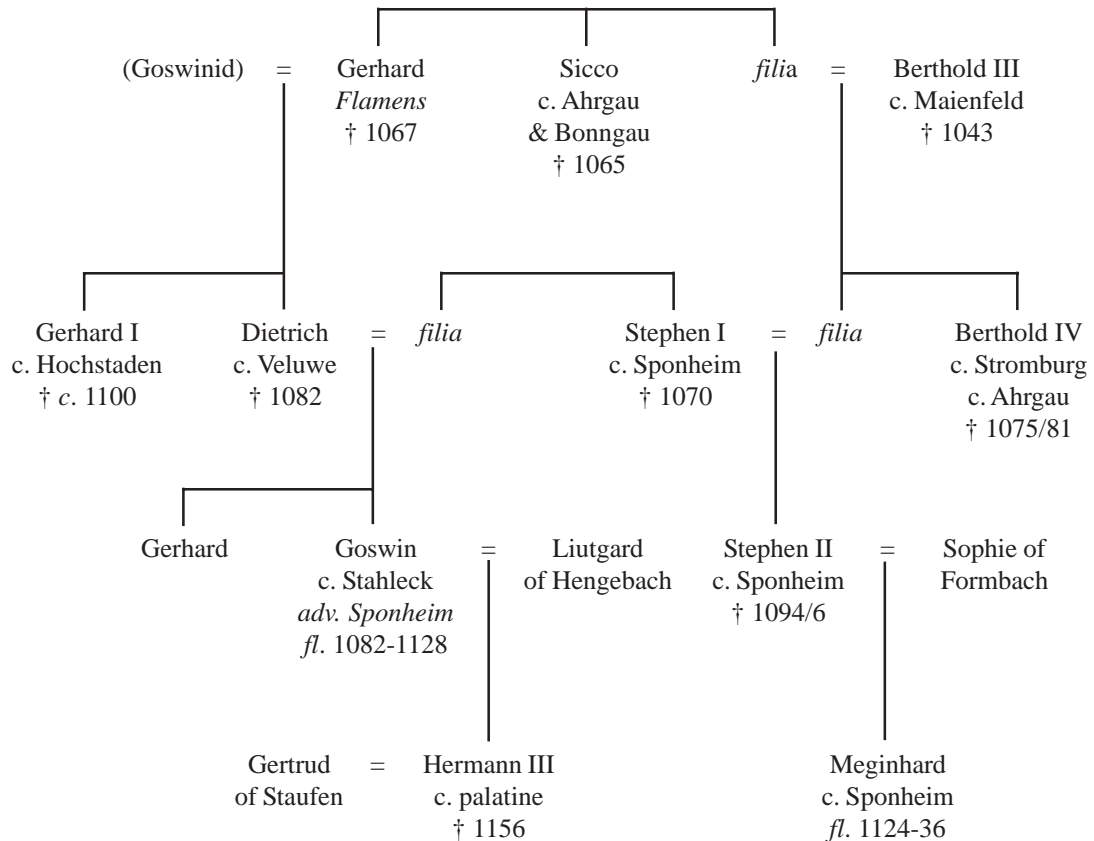 (Goswinid) = Gerhard Sicco filia = Berthold III
Flamens c. Ahrgau c. Maienfeld
† 1067 & Bonngau † 1043
† 1065
Gerhard I Dietrich = filia Stephen I = filia Berthold IV
c. Hochstaden c. Veluwe c. Sponheim c. Stromburg
† c. 1100 † 1082 † 1070 c. Ahrgau
† 1075/81
Gerhard Goswin = Liutgard Stephen II = Sophie of
c. Stahleck of Hengebach c. Sponheim Formbach
adv. Sponheim † 1094/6
fl. 1082-1128
Gertrud = Hermann III Meginhard
of Staufen c. palatine c. Sponheim
† 1156 fl. 1124-36